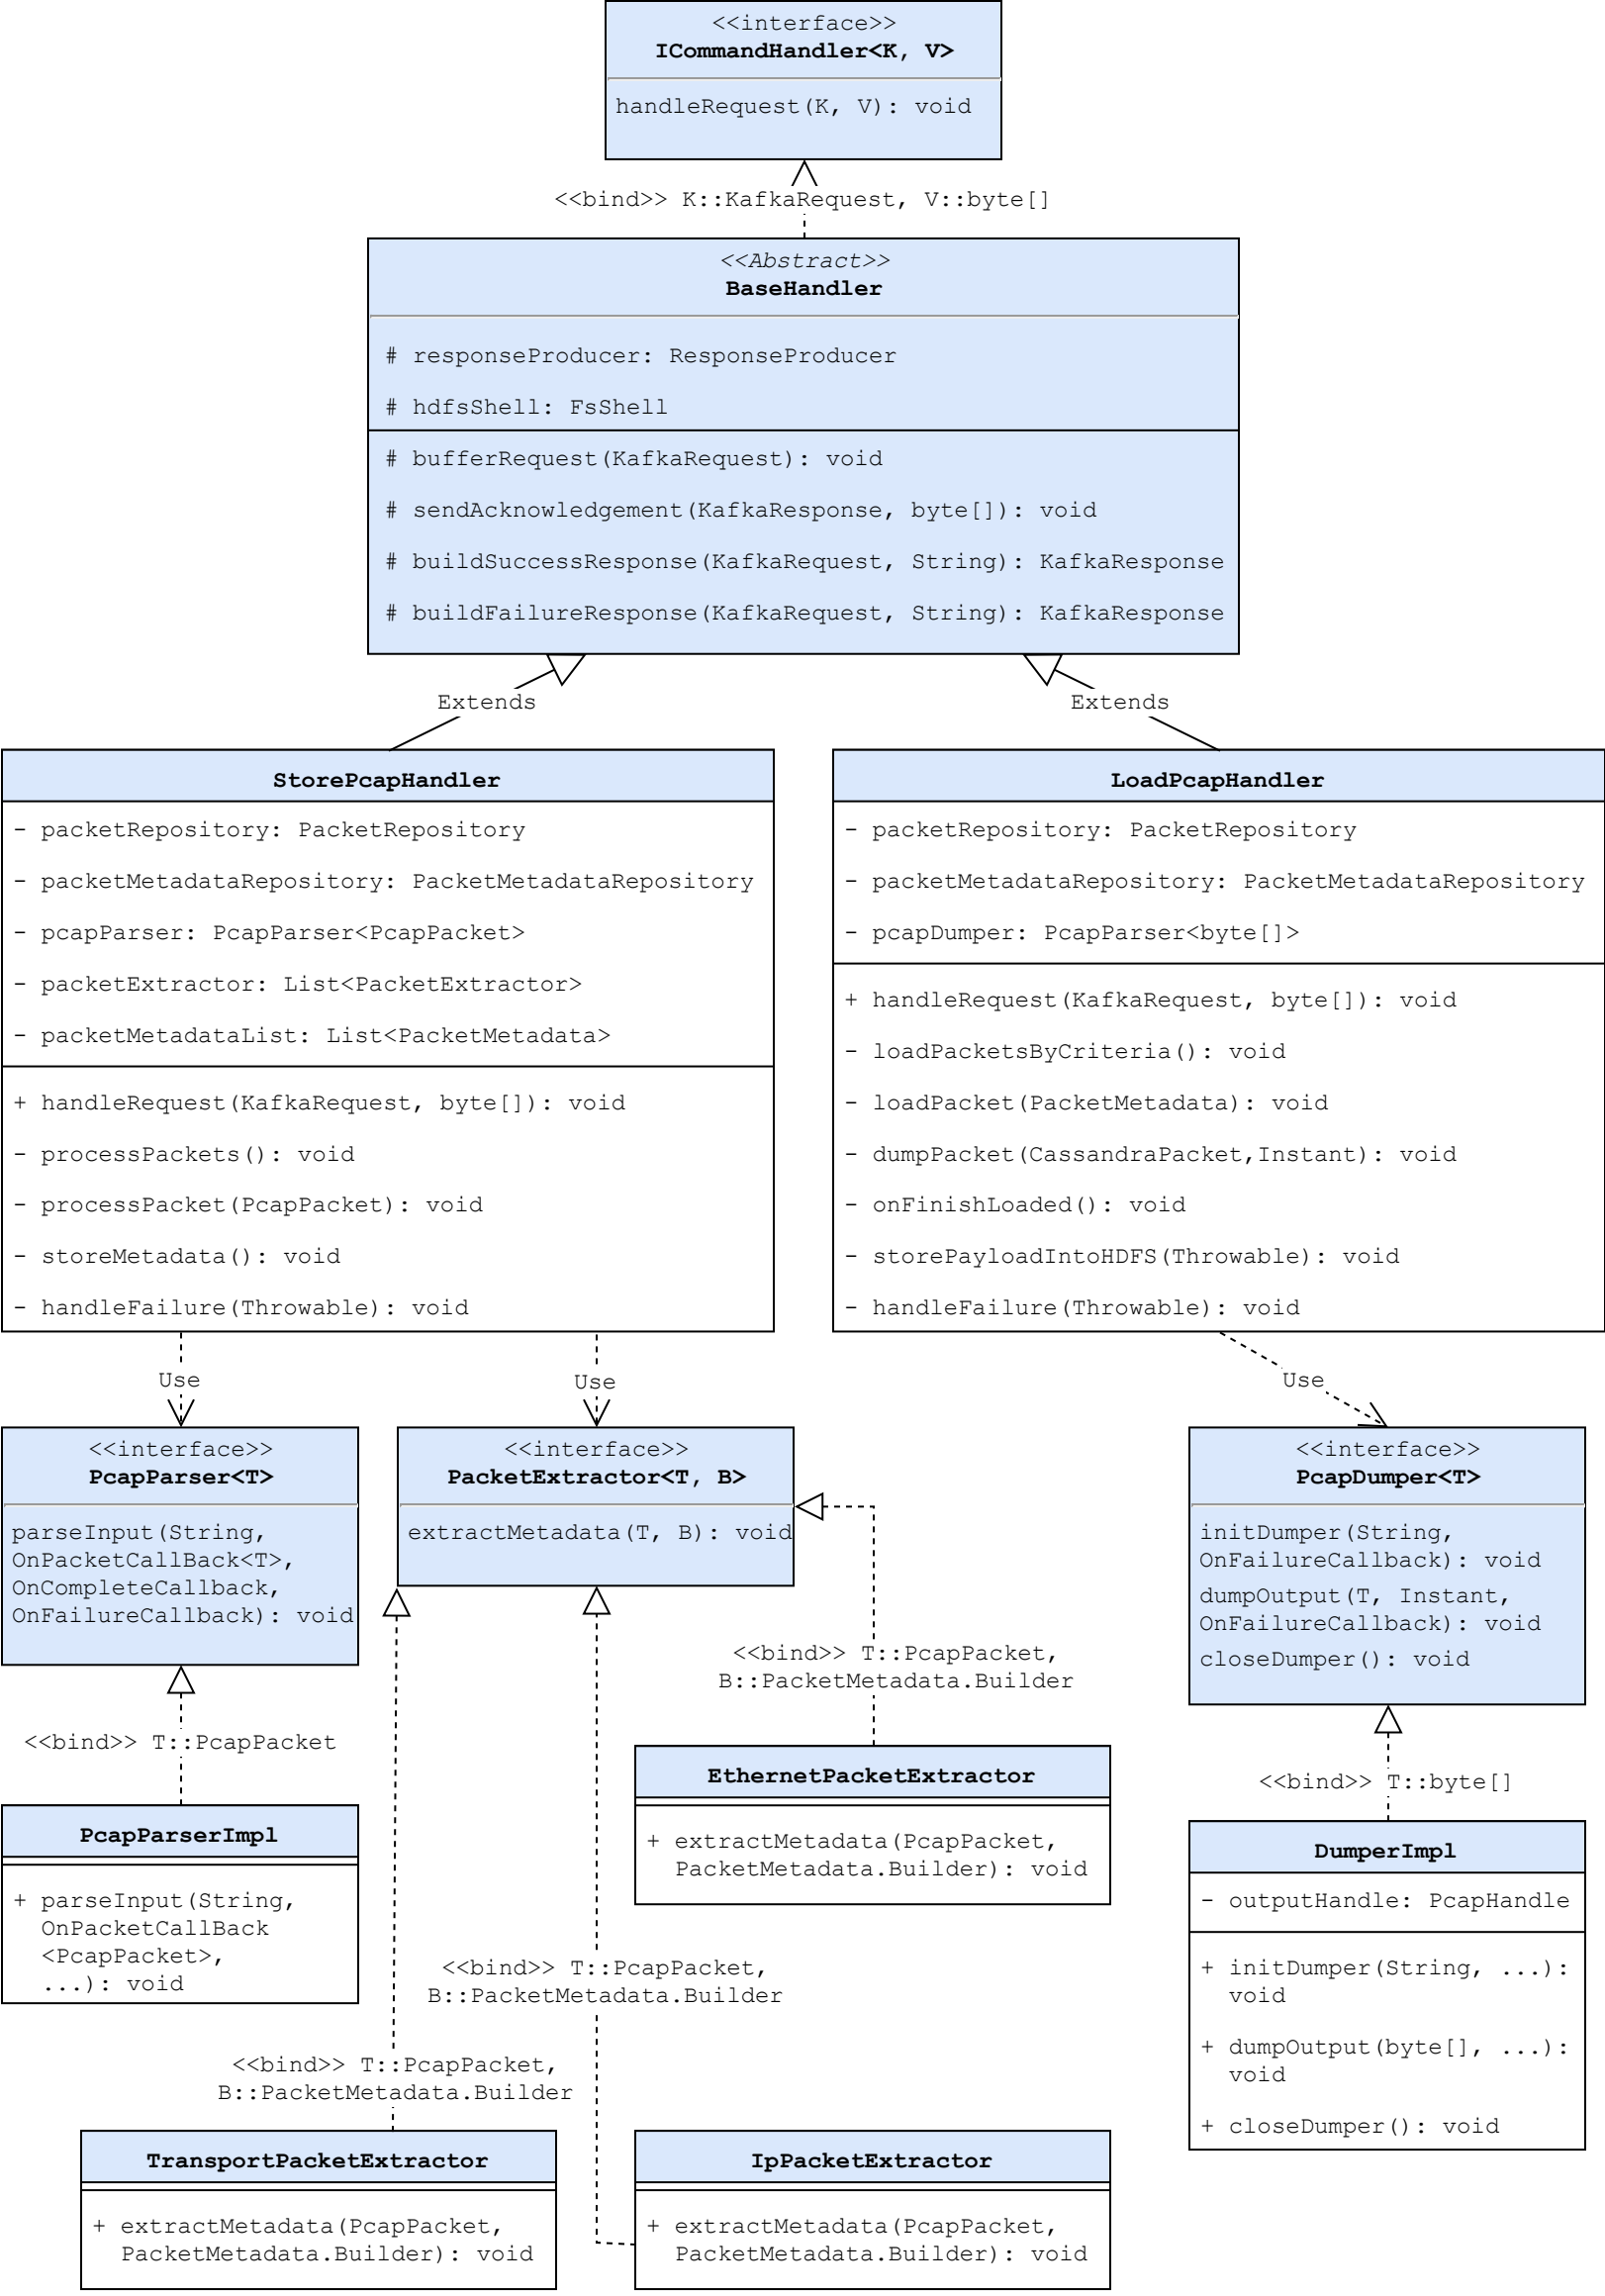 <<interface>>
ICommandHandler<K, V>
handleRequest(K, V): void
<<bind>> K::KafkaRequest, V::byte[]
<<Abstract>>
BaseHandler
# responseProducer: ResponseProducer
# hdfsShell: FsShell
# bufferRequest(KafkaRequest): void
# sendAcknowledgement(KafkaResponse, byte[]): void
# buildSuccessResponse(KafkaRequest, String): KafkaResponse
# buildFailureResponse(KafkaRequest, String): KafkaResponse
Extends
Extends
StorePcapHandler
- packetRepository: PacketRepository
- packetMetadataRepository: PacketMetadataRepository
- pcapParser: PcapParser<PcapPacket>
- packetExtractor: List<PacketExtractor>
- packetMetadataList: List<PacketMetadata>
+ handleRequest(KafkaRequest, byte[]): void
- processPackets(): void
- processPacket(PcapPacket): void
- storeMetadata(): void
- handleFailure(Throwable): void
LoadPcapHandler
- packetRepository: PacketRepository
- packetMetadataRepository: PacketMetadataRepository
- pcapDumper: PcapParser<byte[]>
+ handleRequest(KafkaRequest, byte[]): void
- loadPacketsByCriteria(): void
- loadPacket(PacketMetadata): void
- dumpPacket(CassandraPacket,Instant): void
- onFinishLoaded(): void
- storePayloadIntoHDFS(Throwable): void
- handleFailure(Throwable): void
Use
Use
Use
<<interface>>
PcapParser<T>
parseInput(String,
OnPacketCallBack<T>,
OnCompleteCallback,
OnFailureCallback): void
<<interface>>
PacketExtractor<T, B>
extractMetadata(T, B): void
<<interface>>
PcapDumper<T>
initDumper(String,
OnFailureCallback): void
dumpOutput(T, Instant,
OnFailureCallback): void
closeDumper(): void
<<bind>> T::PcapPacket,
B::PacketMetadata.Builder
<<bind>> T::PcapPacket
<<bind>> T::byte[]
EthernetPacketExtractor
+ extractMetadata(PcapPacket,
PacketMetadata.Builder): void
PcapParserImpl
+ parseInput(String,
OnPacketCallBack
<PcapPacket>,
...): void
DumperImpl
- outputHandle: PcapHandle
+ initDumper(String, ...):
void
+ dumpOutput(byte[], ...):
void
+ closeDumper(): void
<<bind>> T::PcapPacket,
B::PacketMetadata.Builder
<<bind>> T::PcapPacket,
B::PacketMetadata.Builder
TransportPacketExtractor
+ extractMetadata(PcapPacket,
PacketMetadata.Builder): void
IpPacketExtractor
+ extractMetadata(PcapPacket,
PacketMetadata.Builder): void